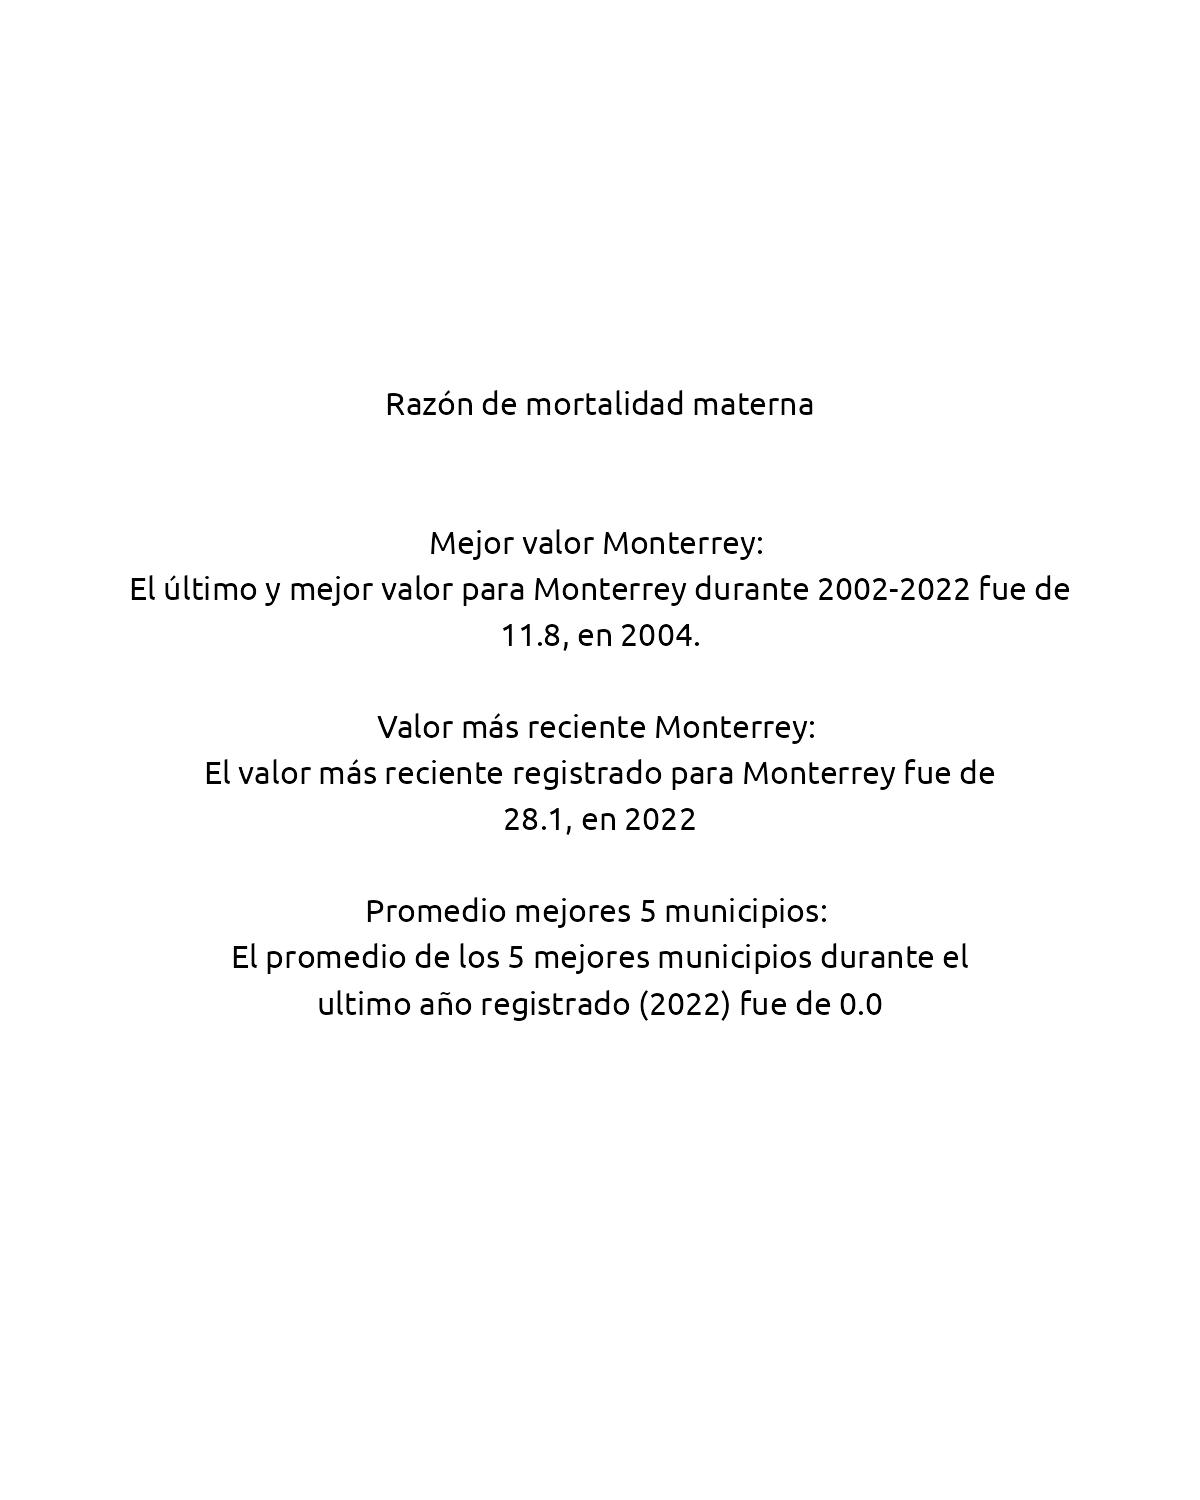 Razón de mortalidad materna
Mejor valor Monterrey:
El último y mejor valor para Monterrey durante 2002-2022 fue de
11.8, en 2004.
Valor más reciente Monterrey:
El valor más reciente registrado para Monterrey fue de
28.1, en 2022
Promedio mejores 5 municipios:
El promedio de los 5 mejores municipios durante el
ultimo año registrado (2022) fue de 0.0